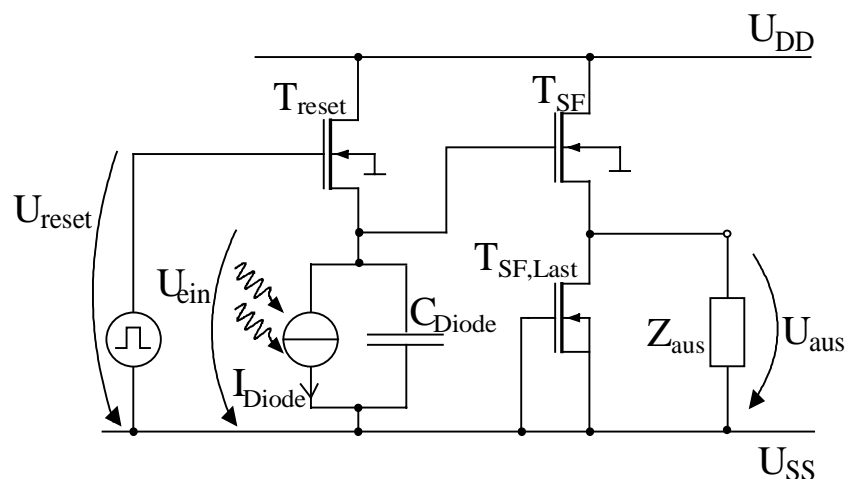 U_DD
T_reset
T_SF
U_reset
T_SF,Last
U_ein
C_Diode
Z_aus
U_aus
I_Diode
U_SS